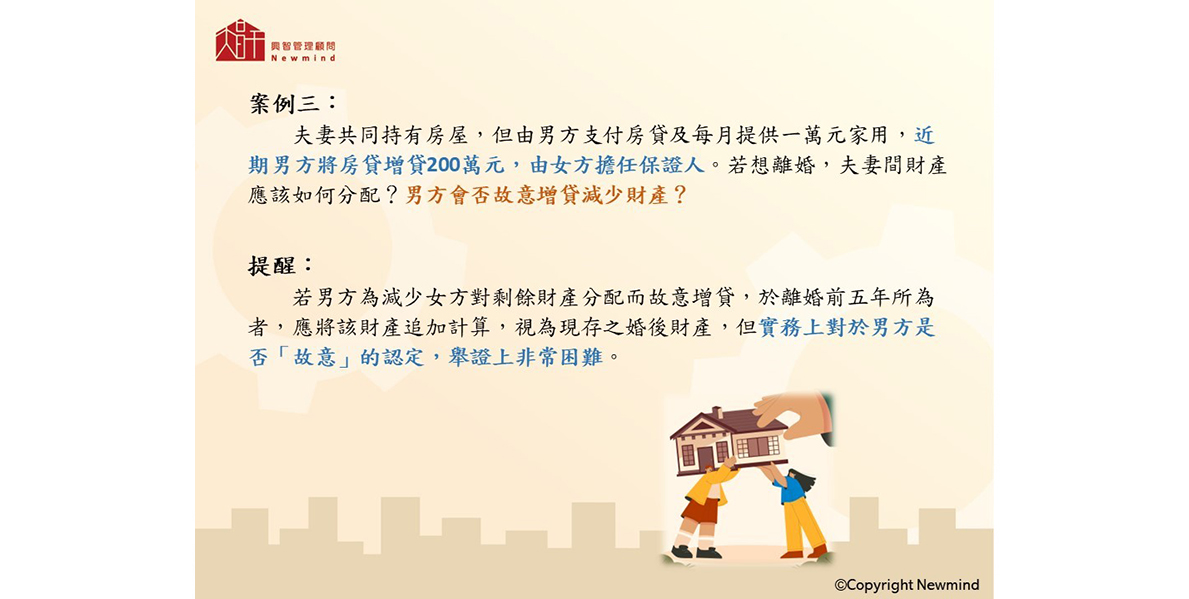 興智管理顧問
Newmind
案例三：
夫妻共同持有房屋，但由男方支付房貸及每月提供一萬元家用，近
期男方將房貸增貸200萬元，由女方擔任保證人。若想離婚，夫妻間財產
應該如何分配？男方會否故意增貸減少財產？
提醒：
若男方為減少女方對剩餘財產分配而故意增貸，於離婚前五年所為
者，應將該財產追加計算，視為現存之婚後財產，但實務上對於男方是
否「故意」的認定，舉證上非常困難。
©Copyright Newmind